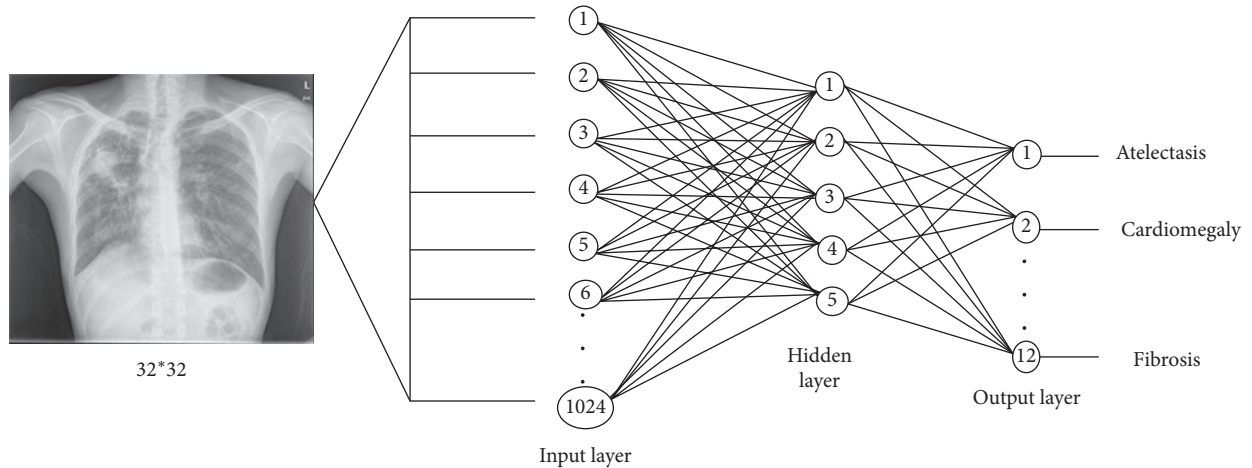 L
32*32
1
2
3
4
5
6
1024
Input layer
1
2
3
4
5
Hidden
layer
1
2
12
Output layer
Atelectasis
Cardiomegaly
Fibrosis